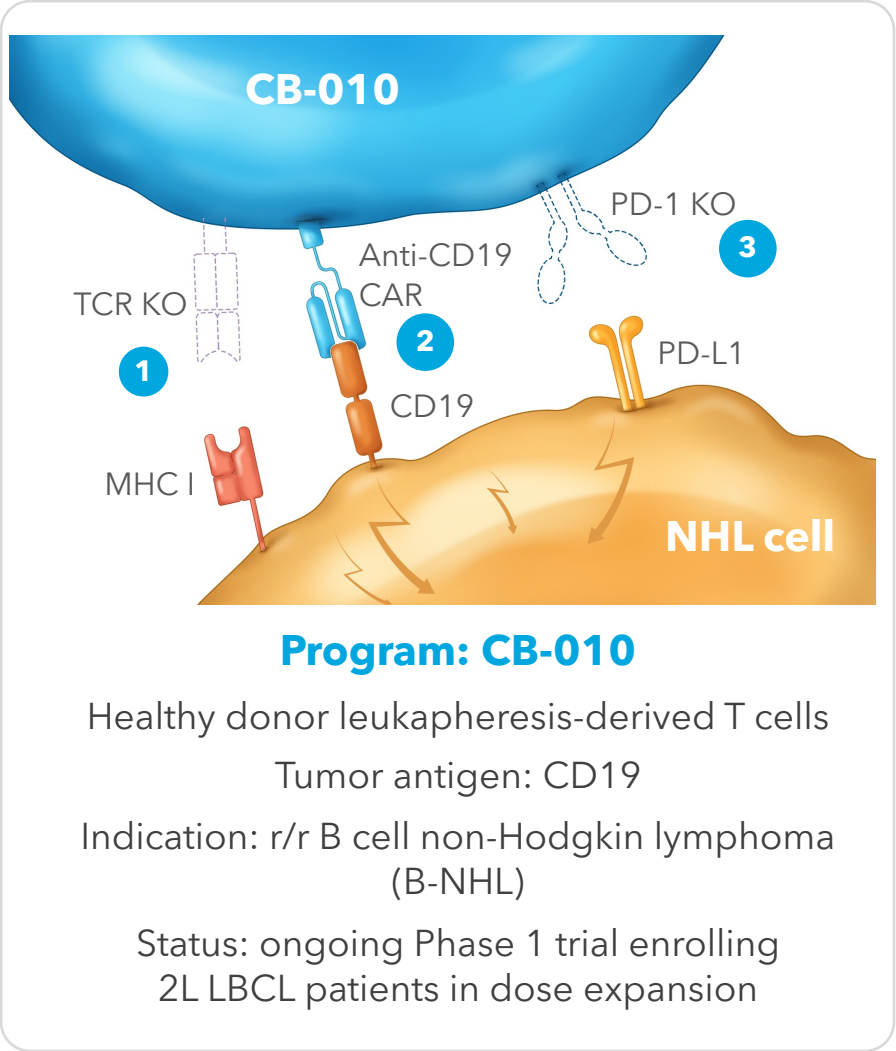 CB-010
PD-1 KO
3
Anti-CD19
CAR
TCR KO
2
1
PD-L1
CD19
MHC I
NHL cell
Program: CB-010
Healthy donor leukapheresis-derived T cells
Tumor antigen: CD19
Indication: r/r B cell non-Hodgkin lymphoma
(B-NHL)
Status: ongoing Phase 1 trial enrolling
2L LBCL patients in dose expansion